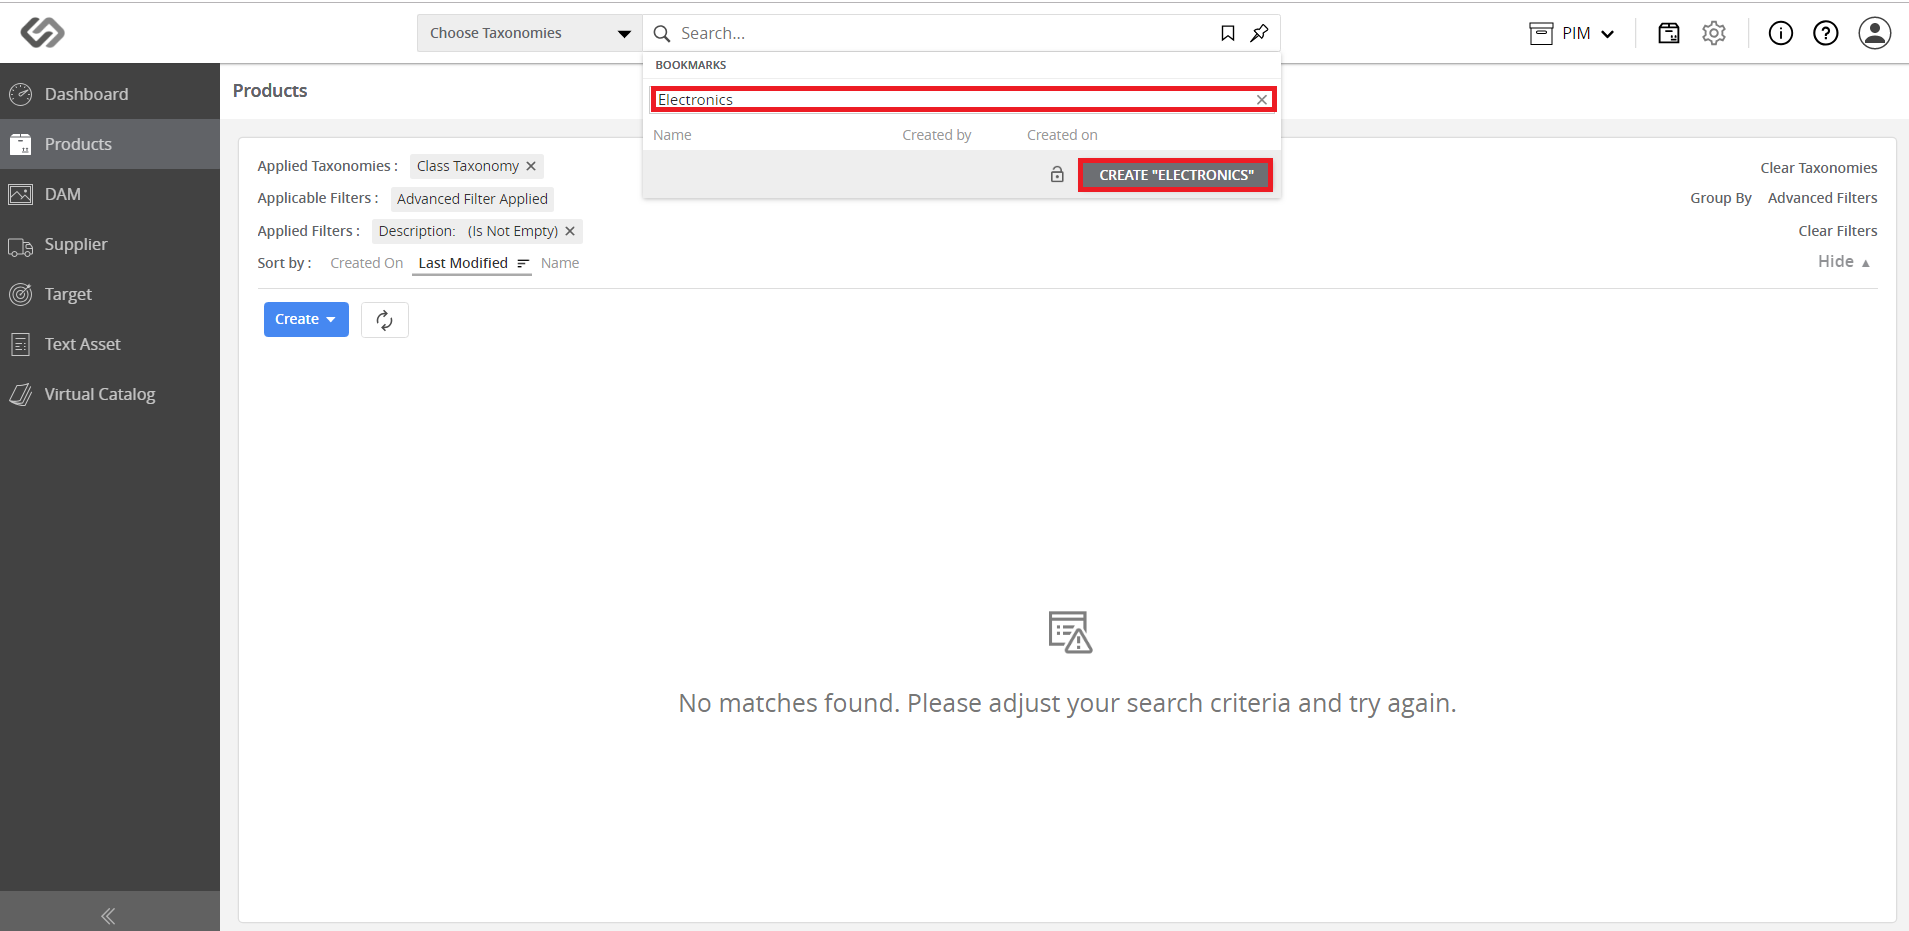 Choose Taxonomies Search... PIM
BOOKMARKS
Dashboard
Products
Electronics
Name Created by Created on
CREATE "ELECTRONICS"
Products
DAM
Supplier
Target
Text Asset
Virtual Catalog
Applied Taxonomies : Class Taxonomy Clear Taxonomies
Applicable Filters : Advanced Filter Applied Group By Advanced Filters
Applied Filters : Description: (Is Not Empty) Clear Filters
Sort by : Created On Last Modified Name Hide
Create
No matches found. Please adjust your search criteria and try again.